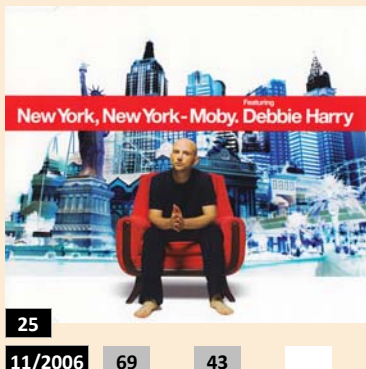 Featuring
New York, New York - Moby. Debbie Harry
25
11/2006 69 43